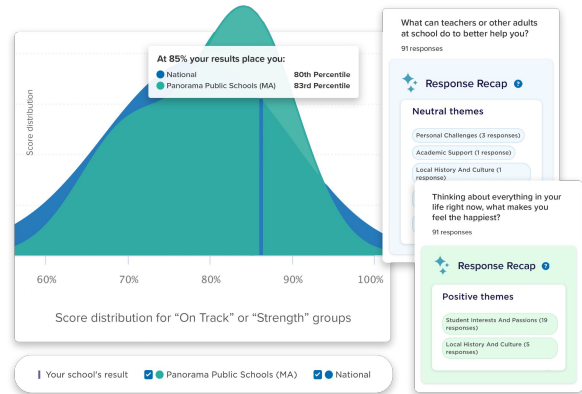 At 85% your results place you:
National 80th Percentile
Panorama Public Schools (MA) 83rd Percentile
Score distribution
60%
70%
80%
90%
100%
Score distribution for “On Track” or “Strength” groups
Your school’s result
Panorama Public Schools (MA)
National
What can teachers or other adults
at school do to better help you?
91 responses
Response Recap ?
Neutral themes
Personal Challenges (3 responses)
Academic Support (1 response)
Local History And Culture (1
response)
Thinking about everything in your
life right now, what makes you
feel the happiest?
91 responses
Response Recap ?
Positive themes
Student Interests And Passions (19
responses)
Local History And Culture (5
responses)